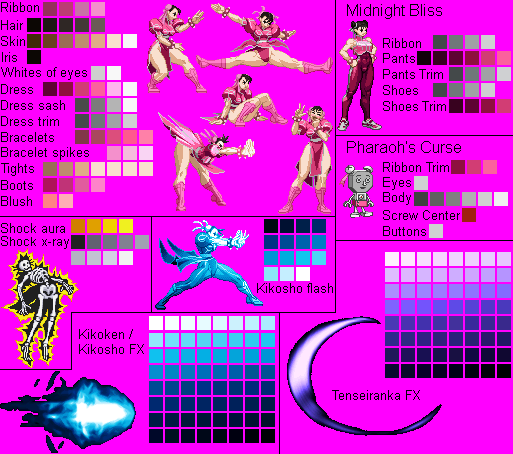 Ribbon
Hair
Skin
Iris
Whites of eyes
Dress
Dress sash
Dress trim
Bracelets
Bracelet spikes
Tights
Boots
Blush
Midnight Bliss
Ribbon
Pants
Pants Trim
Shoes
Shoes Trim
Pharaoh's Curse
Ribbon Trim
Eyes
Body
Screw Center
Buttons
Shock aura
Shock x-ray
Kikosho flash
Kikoken /
Kikosho FX
Tenseiranka FX